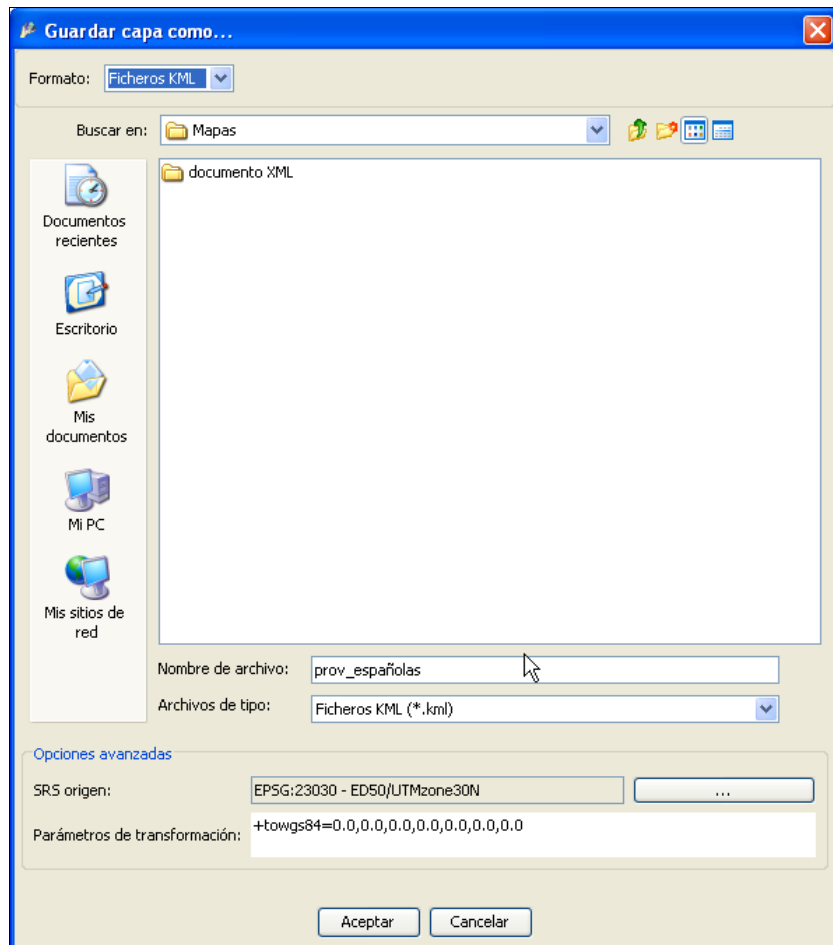 Guardar capa como...
Formato: Ficheros KML
Buscar en: Mapas
documento XML
Documentos
recientes
Escritorio
Mis
documentos
Mi PC
Mis sitios de
red
Nombre de archivo: prov_españolas
Archivos de tipo: Ficheros KML (*.kml)
Opciones avanzadas
SRS origen: EPSG:23030 - ED50/UTMzone30N ...
Parámetros de transformación: +towgs84=0.0,0.0,0.0,0.0,0.0,0.0,0.0
Aceptar Cancelar